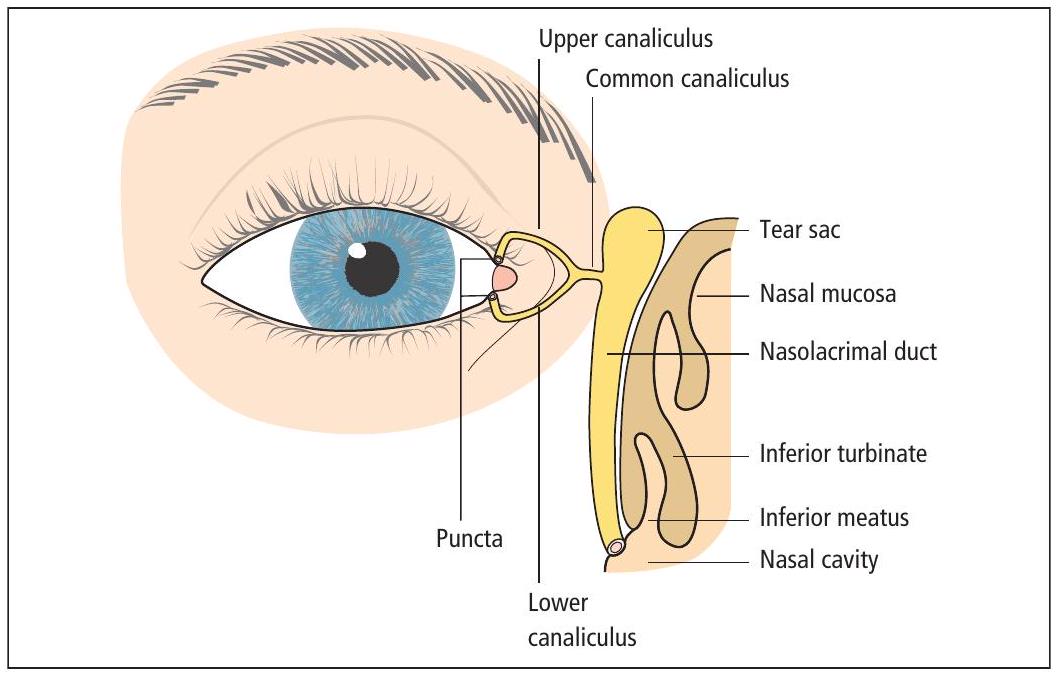 Upper canaliculus
Common canaliculus
Tear sac
Nasal mucosa
Nasolacrimal duct
Inferior turbinate
Inferior meatus
Puncta
Nasal cavity
Lower
canaliculus